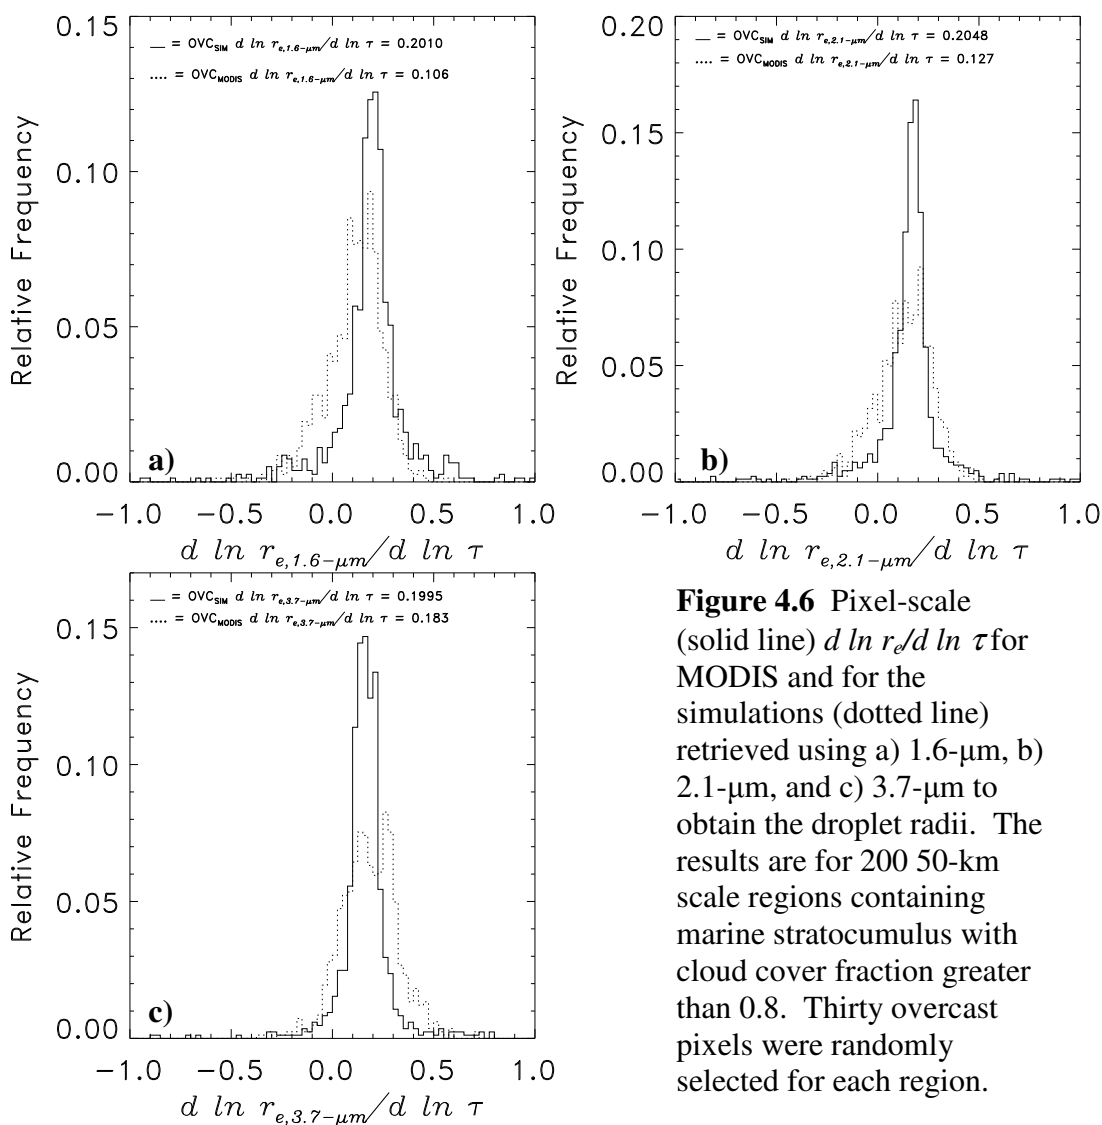 0.15
0.10
0.05
0.00
Relative Frequency
— = OVC_SIM d ln r_e,1.6−μm/d ln τ = 0.2010
···· = OVC_MODIS d ln r_e,1.6−μm/d ln τ = 0.106
a)
−1.0 −0.5 0.0 0.5 1.0
d ln r_e,1.6−μm/d ln τ
0.20
0.15
0.10
0.05
0.00
Relative Frequency
— = OVC_SIM d ln r_e,2.1−μm/d ln τ = 0.2048
···· = OVC_MODIS d ln r_e,2.1−μm/d ln τ = 0.127
b)
−1.0 −0.5 0.0 0.5 1.0
d ln r_e,2.1−μm/d ln τ
0.15
0.10
0.05
0.00
Relative Frequency
— = OVC_SIM d ln r_e,3.7−μm/d ln τ = 0.1995
···· = OVC_MODIS d ln r_e,3.7−μm/d ln τ = 0.183
c)
−1.0 −0.5 0.0 0.5 1.0
d ln r_e,3.7−μm/d ln τ
Figure 4.6 Pixel-scale
(solid line) d ln r_e/d ln τ for
MODIS and for the
simulations (dotted line)
retrieved using a) 1.6-μm, b)
2.1-μm, and c) 3.7-μm to
obtain the droplet radii. The
results are for 200 50-km
scale regions containing
marine stratocumulus with
cloud cover fraction greater
than 0.8. Thirty overcast
pixels were randomly
selected for each region.